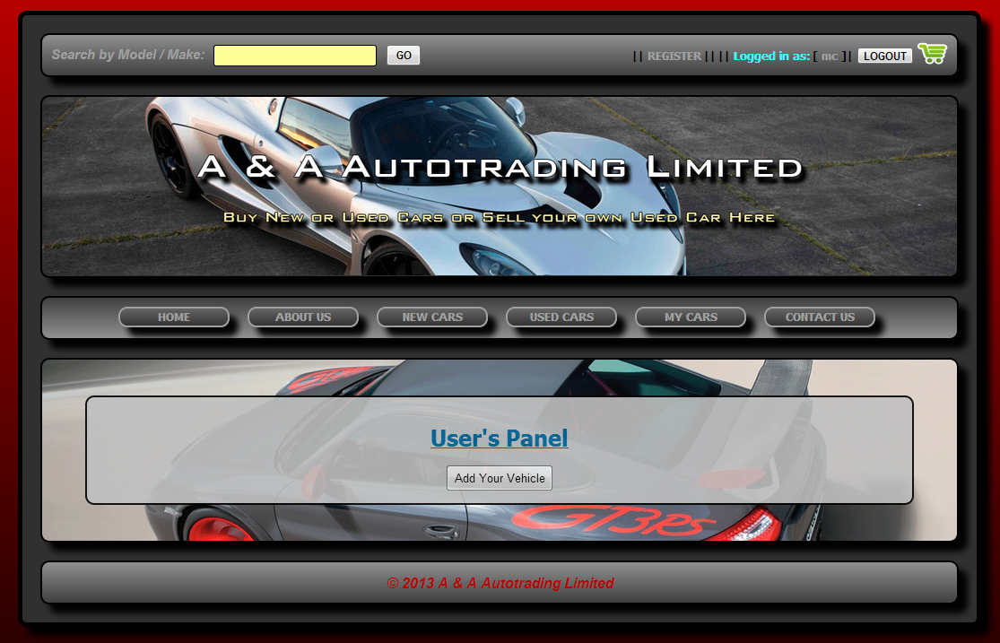 Search by Model / Make: GO || REGISTER || || Logged in as: [ mc ]| LOGOUT
A & A Autotrading Limited
Buy New or Used Cars or Sell your own Used Car Here
HOME ABOUT US NEW CARS USED CARS MY CARS CONTACT US
User's Panel
Add Your Vehicle
GT3RS
© 2013 A & A Autotrading Limited